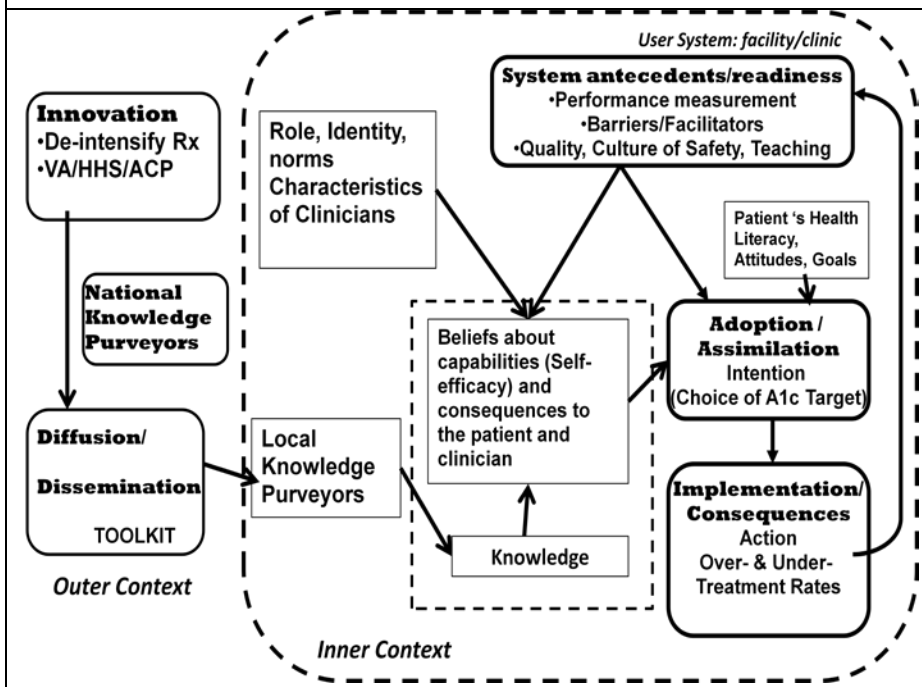 User System: facility/clinic
System antecedents/readiness
•Performance measurement
•Barriers/Facilitators
•Quality, Culture of Safety, Teaching
Innovation
•De-intensify Rx
•VA/HHS/ACP
Role, Identity,
norms
Characteristics
of Clinicians
Patient ‘s Health
Literacy,
Attitudes, Goals
National
Knowledge
Purveyors
Beliefs about
capabilities (Self-
efficacy) and
consequences to
the patient and
clinician
Adoption /
Assimilation
Intention
(Choice of A1c Target)
Diffusion/
Dissemination
TOOLKIT
Local
Knowledge
Purveyors
Knowledge
Implementation/
Consequences
Action
Over- & Under-
Treatment Rates
Outer Context
Inner Context